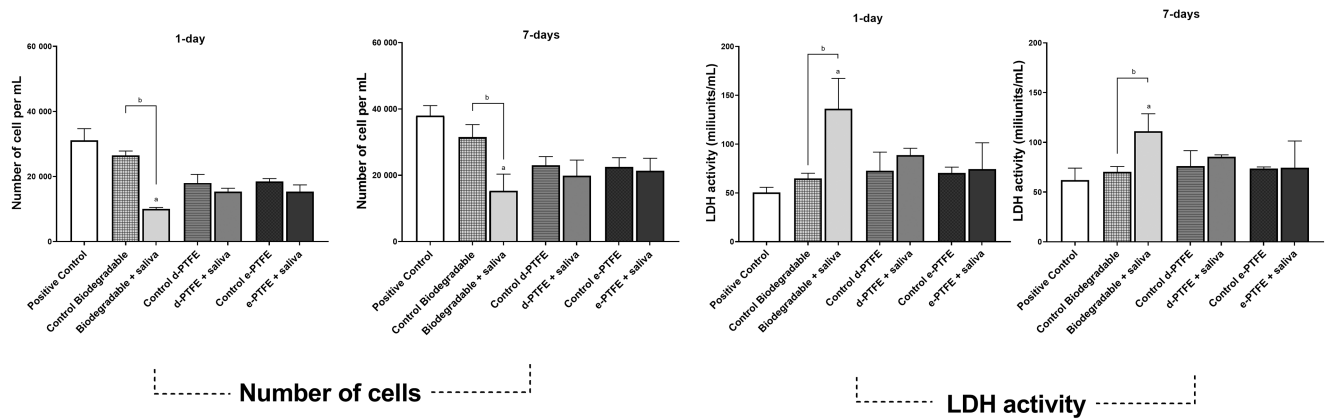 1-day
Number of cell per mL
60 000
40 000
20 000
0
b
a
Positive Control
Control Biodegradable
Biodegradable + saliva
Control d-PTFE
d-PTFE + saliva
Control e-PTFE
e-PTFE + saliva
7-days
Number of cell per mL
60 000
40 000
20 000
0
b
a
Positive Control
Control Biodegradable
Biodegradable + saliva
Control d-PTFE
d-PTFE + saliva
Control e-PTFE
e-PTFE + saliva
Number of cells
1-day
LDH activity (miliunits/mL)
200
150
100
50
0
b
a
Positive Control
Control Biodegradable
Biodegradable + saliva
Control d-PTFE
d-PTFE + saliva
Control e-PTFE
e-PTFE + saliva
7-days
LDH activity (miliunits/mL)
200
150
100
50
0
b
a
Positive Control
Control Biodegradable
Biodegradable + saliva
Control d-PTFE
d-PTFE + saliva
Control e-PTFE
e-PTFE + saliva
LDH activity